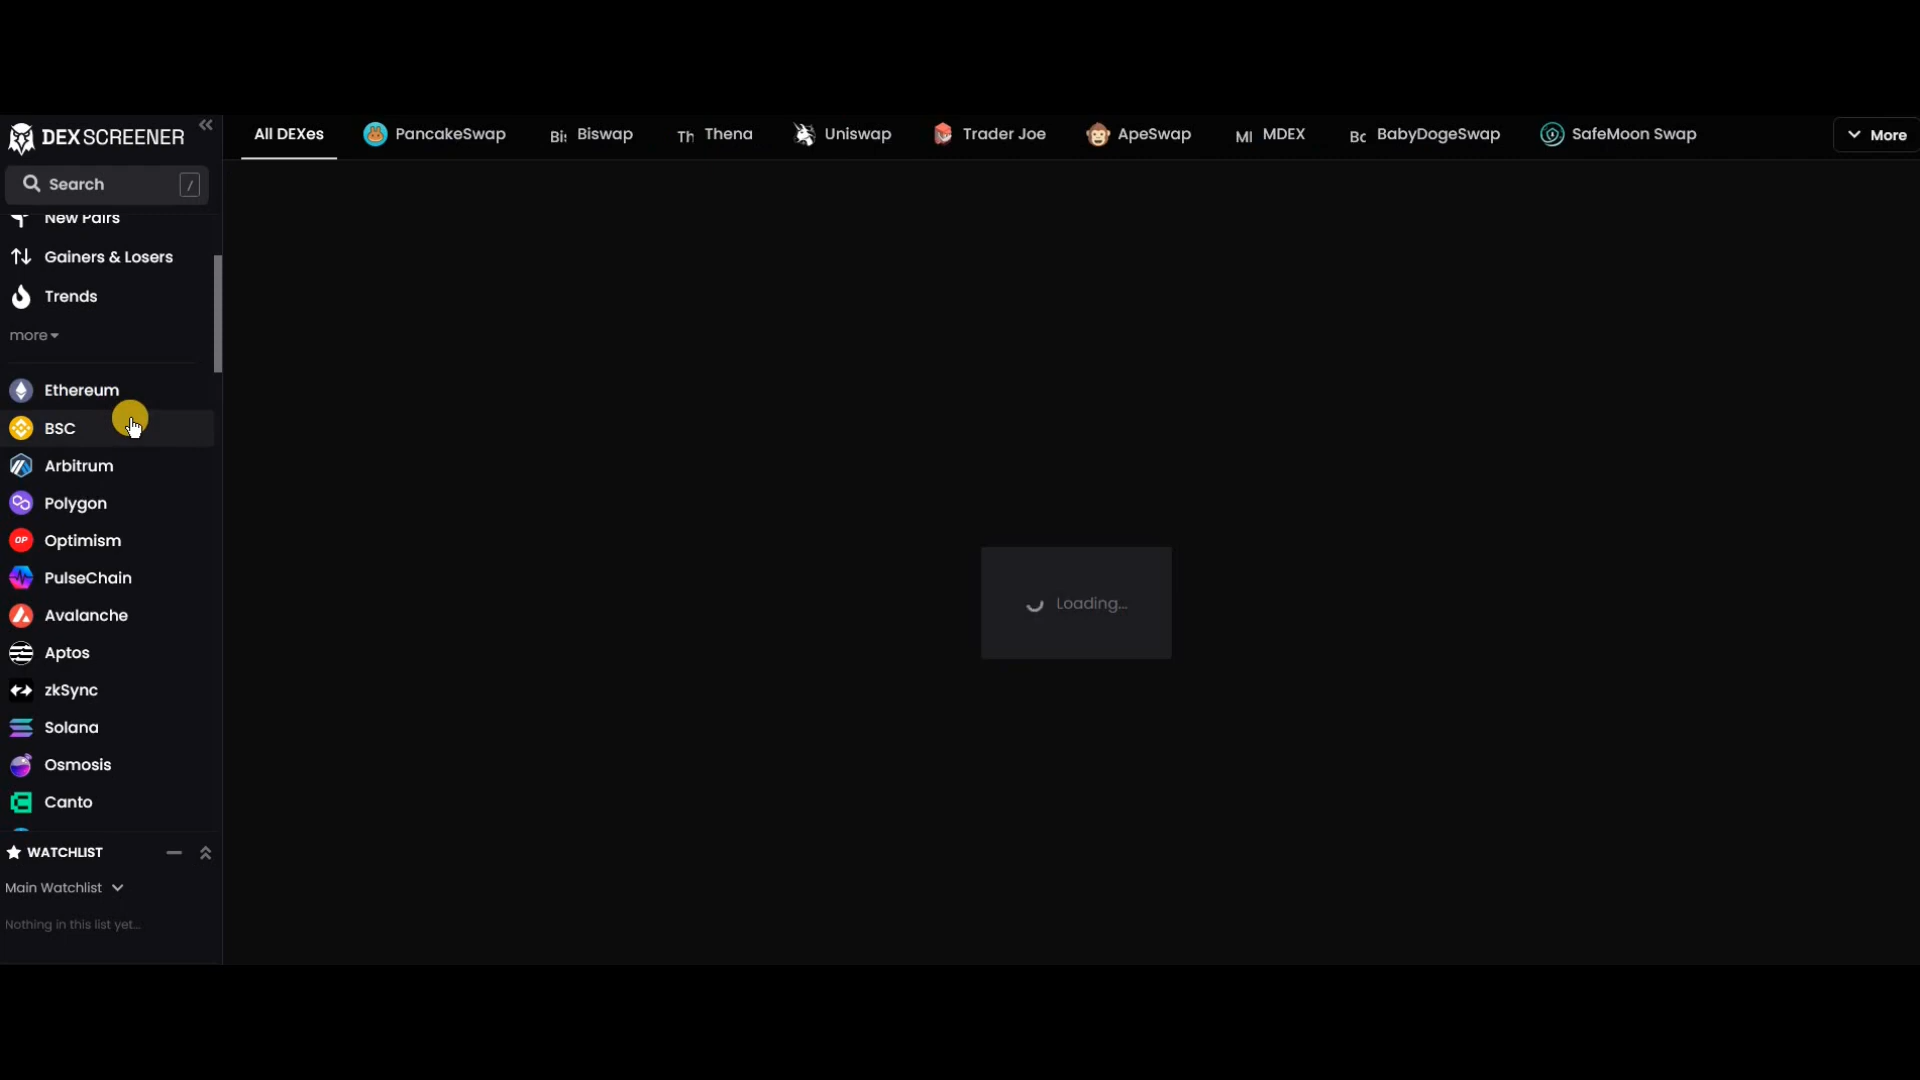 DEXSCREENER
Search /
New Pairs
Gainers & Losers
Trends
more
Ethereum
BSC
Arbitrum
Polygon
OP Optimism
PulseChain
Avalanche
Aptos
zkSync
Solana
Osmosis
Canto
WATCHLIST
Main Watchlist
Nothing in this list yet...
All DEXes PancakeSwap Bi: Biswap Th Thena Uniswap Trader Joe ApeSwap MI MDEX Bc BabyDogeSwap SafeMoon Swap More
Loading...